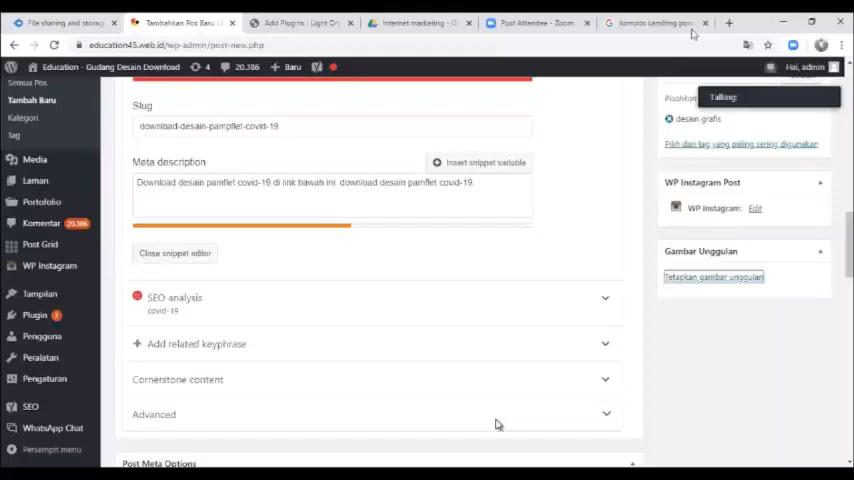 File sharing and storage
Tambahkan Pos Baru ‹ L
Add Plugins ‹ Light Dr
Internet marketing - G
Post Attendee - Zoom
kompos kambing
education45.web.id/wp-admin/post-new.php
Education - Gudang Desain Download
4
20.386
Baru
Hai, admin
Semua Pos
Tambah Baru
Kategori
Tag
Media
Laman
Portofolio
Komentar 20.386
Post Grid
WP Instagram
Tampilan
Plugin
Pengguna
Peralatan
Pengaturan
SEO
WhatsApp Chat
Persempit menu
Slug
download-desain-pampflet-covid-19
Meta description
Insert snippet variable
Download desain pamflet covid-19 di link bawah ini download desain pamflet covid-19.
Close snippet editor
SEO analysis
covid-19
Add related keyphrase
Cornerstone content
Advanced
Post Meta Options
Pisahkan
Talking:
desain grafis
Pilih dari tag yang paling sering digunakan
WP Instagram Post
WP Instagram: Edit
Gambar Unggulan
Tetapkan gambar unggulan